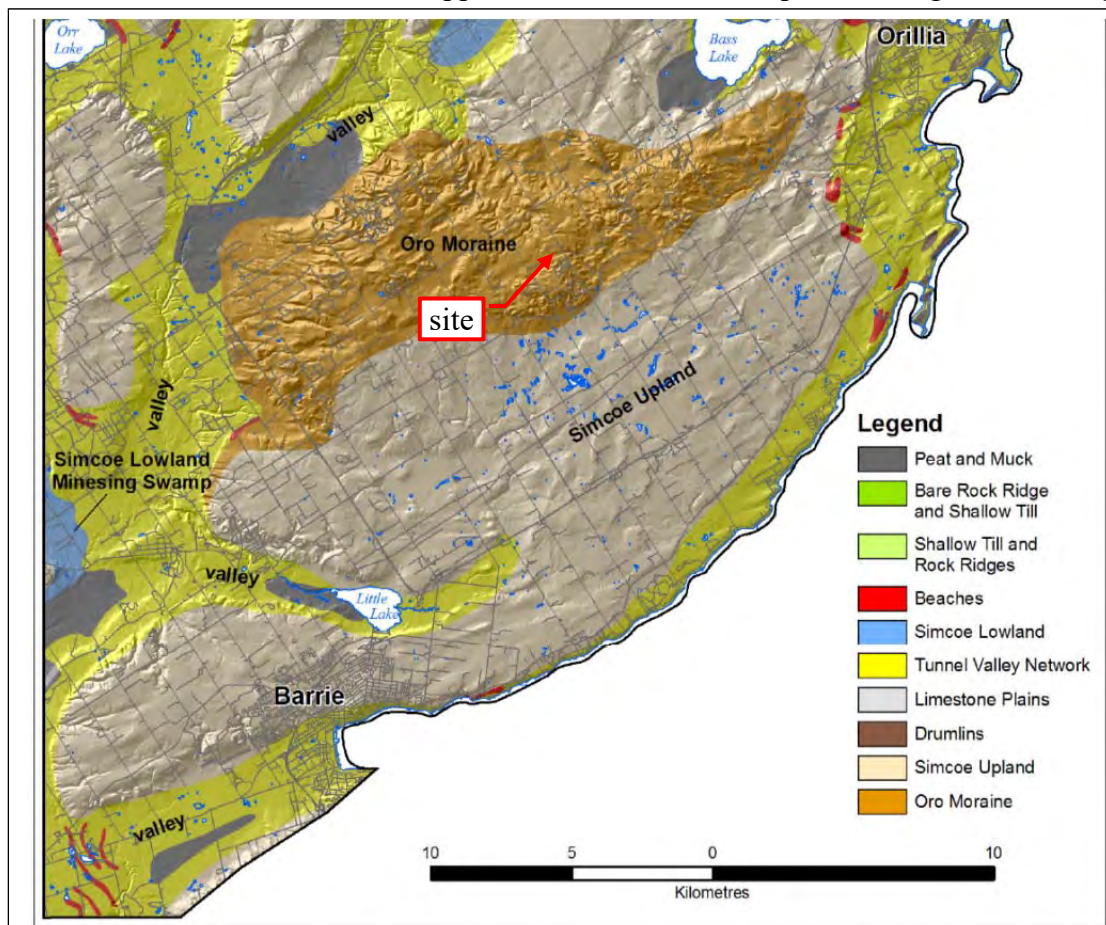 Orr
Lake
Bass
Lake
Orillia
valley
Oro Moraine
site
valley
Simcoe Upland
Simcoe Lowland
Minesing Swamp
valley
Little
Lake
Barrie
valley
Legend
Peat and Muck
Bare Rock Ridge
and Shallow Till
Shallow Till and
Rock Ridges
Beaches
Simcoe Lowland
Tunnel Valley Network
Limestone Plains
Drumlins
Simcoe Upland
Oro Moraine
10 5 0 10
Kilometres